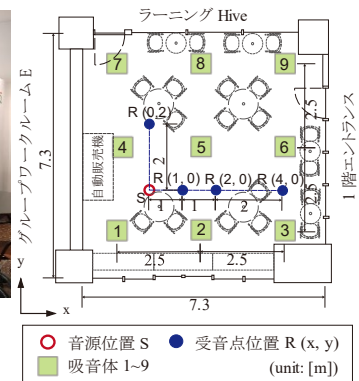 ラーニング Hive
7
8
9
2.5
R (0,2)
グループワークルーム E
7.3
自動販売機
4
5
6
2
1 階エントランス
R (1, 0)
R (2, 0)
R (4, 0)
S
1
1
2
2.5
1
2
3
2.5
2.5
y
x
7.3
音源位置 S
受音点位置 R (x, y)
吸音体 1~9
(unit: [m])